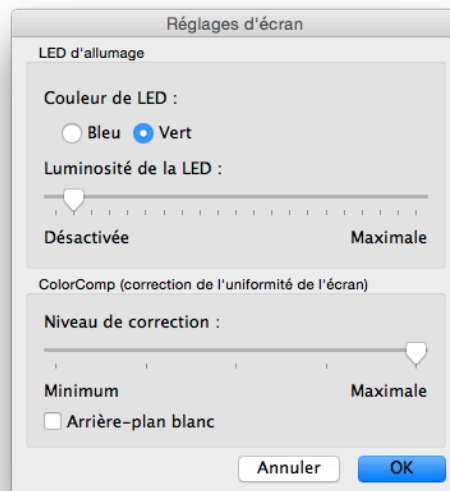 Réglages d'écran
LED d'allumage
Couleur de LED :
Bleu Vert
Luminosité de la LED :
Désactivée Maximale
ColorComp (correction de l'uniformité de l'écran)
Niveau de correction :
Minimum Maximale
Arrière-plan blanc
Annuler OK